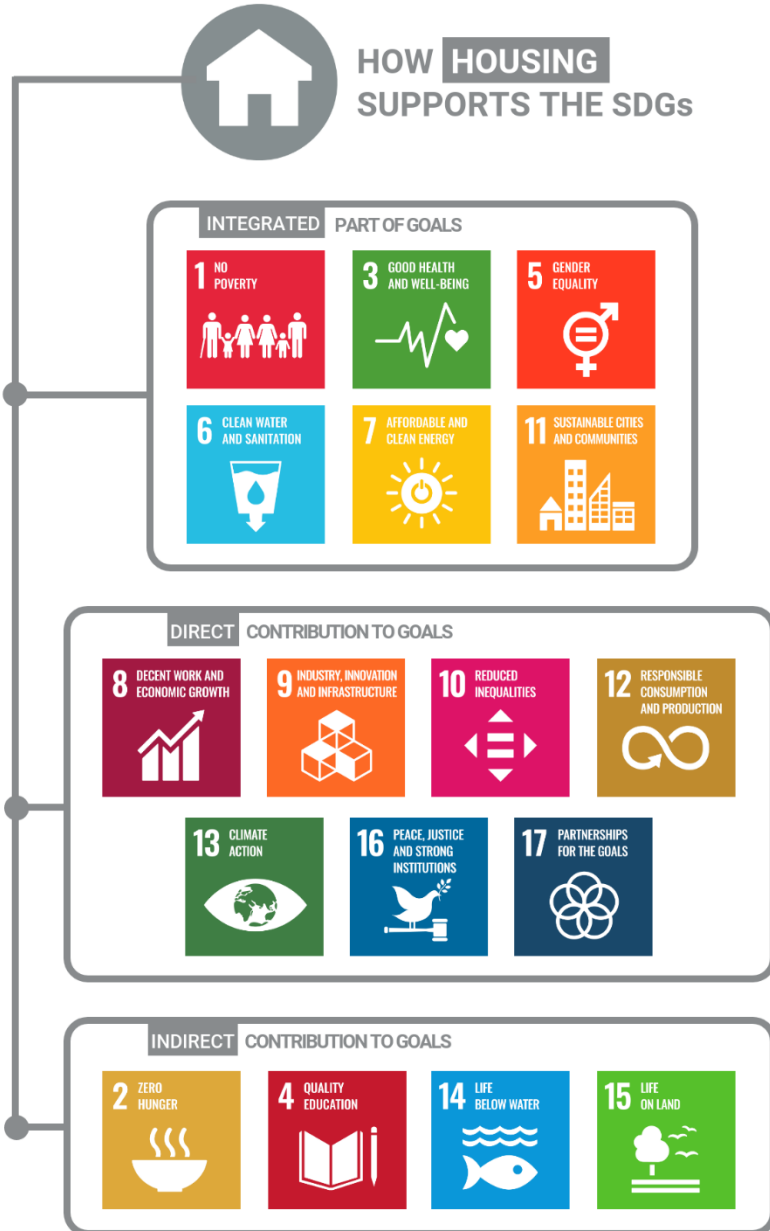 HOW HOUSING
SUPPORTS THE SDGs
INTEGRATED PART OF GOALS
1 NO
POVERTY
3 GOOD HEALTH
AND WELL-BEING
5 GENDER
EQUALITY
6 CLEAN WATER
AND SANITATION
7 AFFORDABLE AND
CLEAN ENERGY
11 SUSTAINABLE CITIES
AND COMMUNITIES
DIRECT CONTRIBUTION TO GOALS
8 DECENT WORK AND
ECONOMIC GROWTH
9 INDUSTRY, INNOVATION
AND INFRASTRUCTURE
10 REDUCED
INEQUALITIES
12 RESPONSIBLE
CONSUMPTION
AND PRODUCTION
13 CLIMATE
ACTION
16 PEACE, JUSTICE
AND STRONG
INSTITUTIONS
17 PARTNERSHIPS
FOR THE GOALS
INDIRECT CONTRIBUTION TO GOALS
2 ZERO
HUNGER
4 QUALITY
EDUCATION
14 LIFE
BELOW WATER
15 LIFE
ON LAND